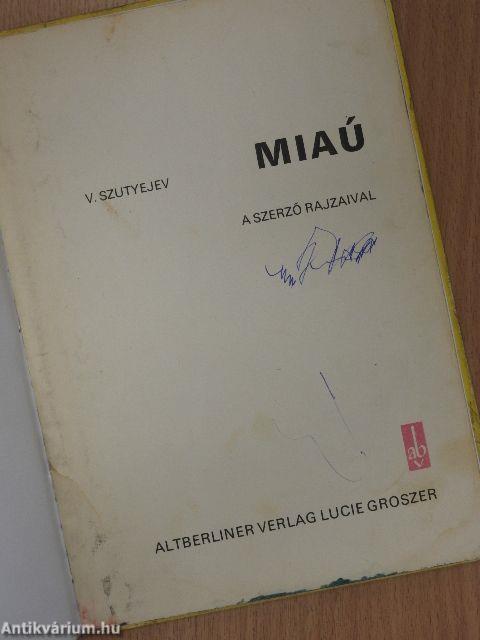 V. SZUTYEJEV
MIAÚ
A SZERZŐ RAJZAIVAL
ab
v
ALTBERLINER VERLAG LUCIE GROSZER
Antikvárium.hu